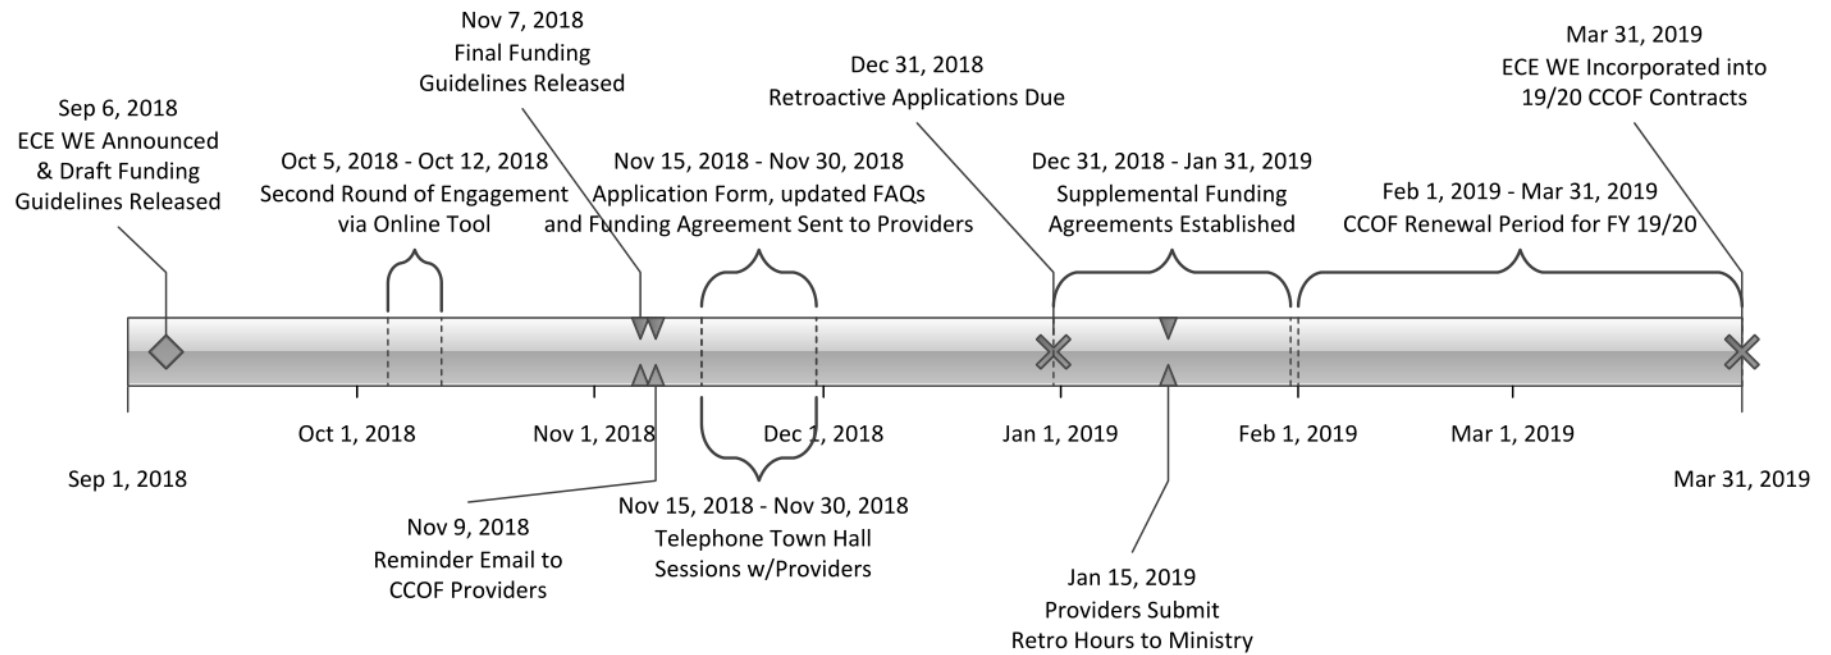 Nov 7, 2018
Final Funding
Guidelines Released
Mar 31, 2019
ECE WE Incorporated into
19/20 CCOF Contracts
Dec 31, 2018
Retroactive Applications Due
Sep 6, 2018
ECE WE Announced
& Draft Funding
Guidelines Released
Oct 5, 2018 - Oct 12, 2018
Second Round of Engagement
via Online Tool
Nov 15, 2018 - Nov 30, 2018
Application Form, updated FAQs
and Funding Agreement Sent to Providers
Dec 31, 2018 - Jan 31, 2019
Supplemental Funding
Agreements Established
Feb 1, 2019 - Mar 31, 2019
CCOF Renewal Period for FY 19/20
Oct 1, 2018
Nov 1, 2018
Dec 1, 2018
Jan 1, 2019
Feb 1, 2019
Mar 1, 2019
Sep 1, 2018
Mar 31, 2019
Nov 9, 2018
Reminder Email to
CCOF Providers
Nov 15, 2018 - Nov 30, 2018
Telephone Town Hall
Sessions w/Providers
Jan 15, 2019
Providers Submit
Retro Hours to Ministry